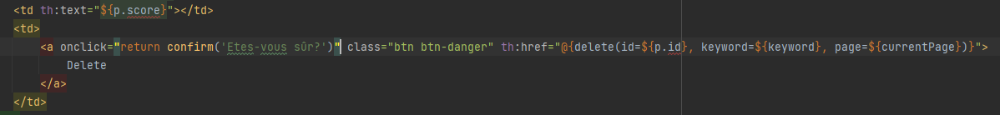 <td th:text="${p.score}"></td>
<td>
<a onclick="return confirm('Etes-vous sûr?')" class="btn btn-danger" th:href="@{delete(id=${p.id}, keyword=${keyword}, page=${currentPage})}">
Delete
</a>
</td>